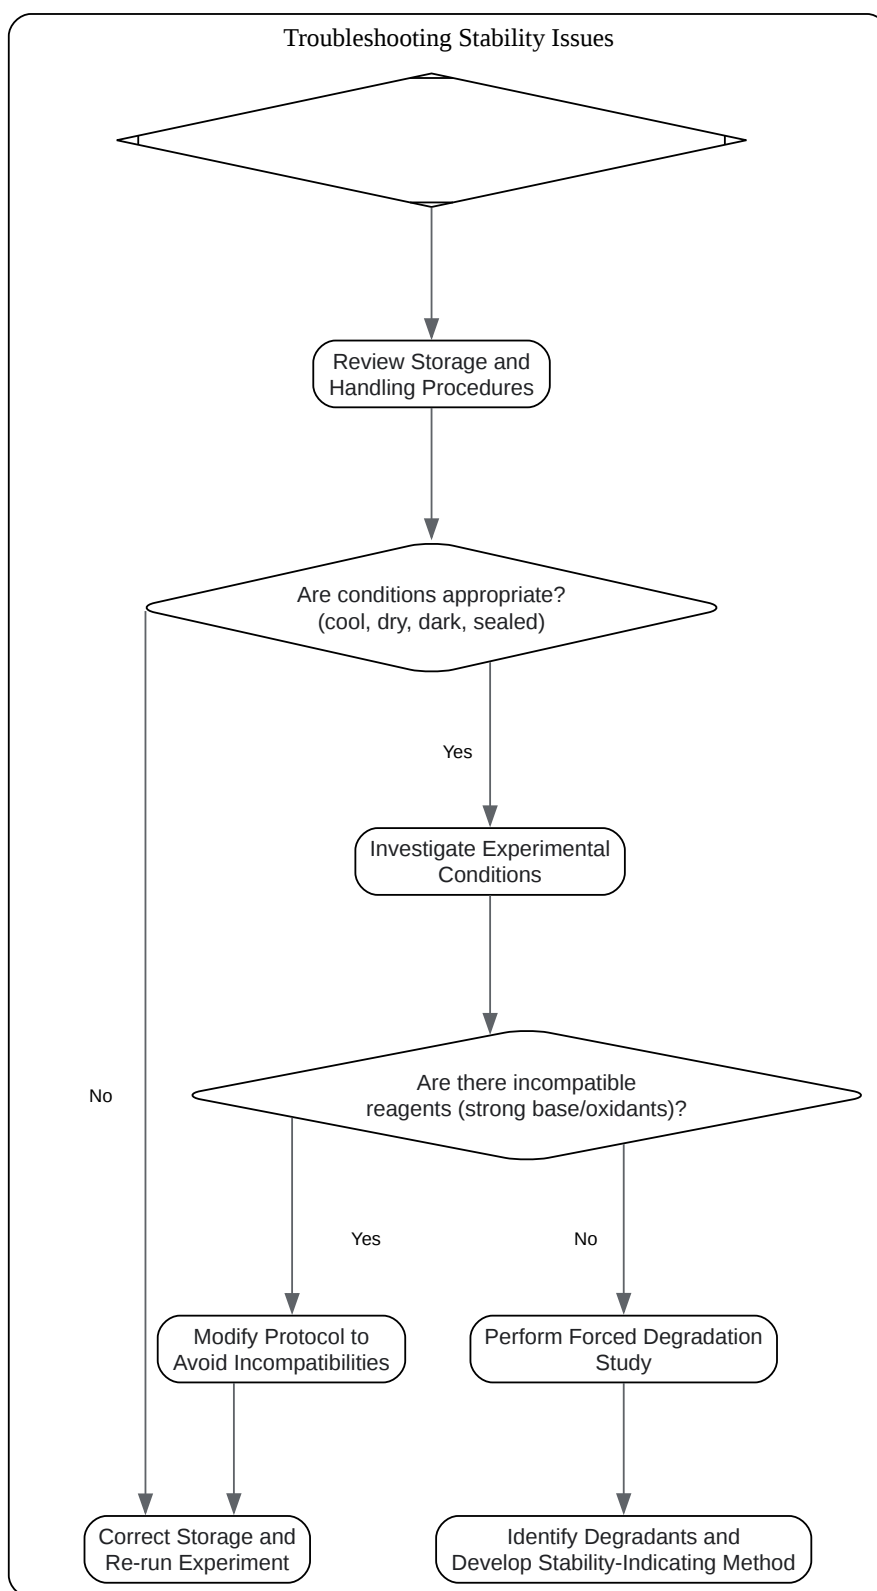 Troubleshooting Stability Issues
Review Storage and
Handling Procedures
Are conditions appropriate?
(cool, dry, dark, sealed)
Yes
Investigate Experimental
Conditions
No
Are there incompatible
reagents (strong base/oxidants)?
Yes
No
Modify Protocol to
Avoid Incompatibilities
Perform Forced Degradation
Study
Correct Storage and
Re-run Experiment
Identify Degradants and
Develop Stability-Indicating Method